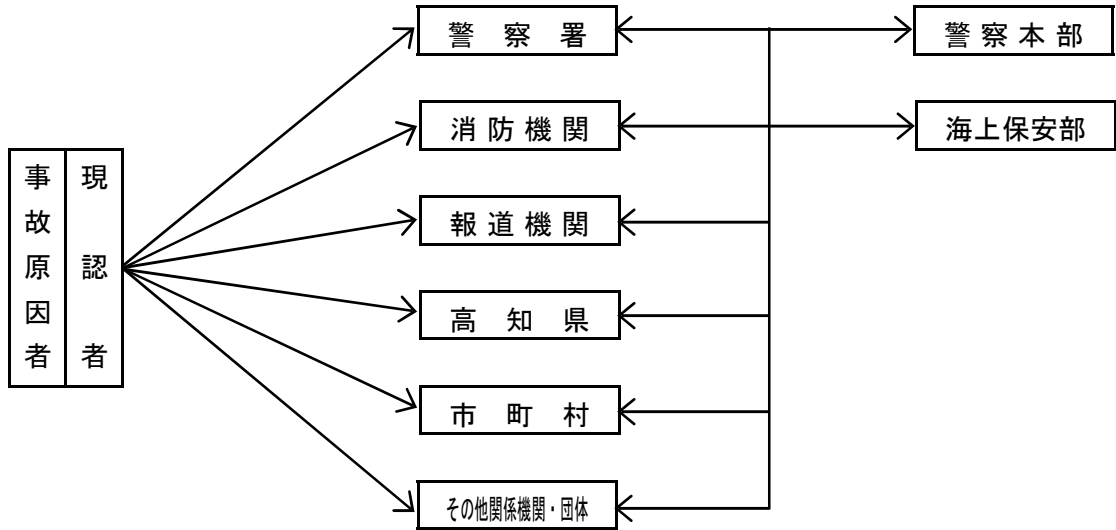 事故原因者
現認者
警察署
消防機関
報道機関
高知県
市町村
その他関係機関・団体
警察本部
海上保安部